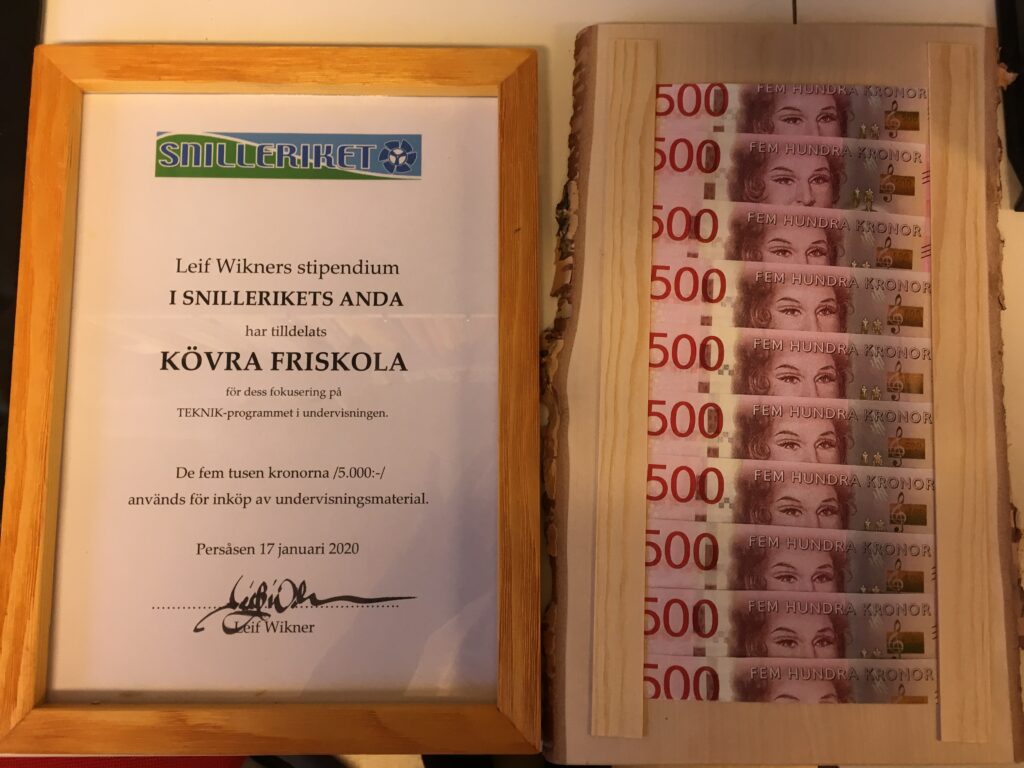 SNILLERIKET
Leif Wikners stipendium
I SNILLERIKETS ANDA
har tilldelats
KÖVRA FRISKOLA
för dess fokusering på
TEKNIK-programmet i undervisningen.
De fem tusen kronorna /5.000:-/
används för inköp av undervisningsmaterial.
Persåsen 17 januari 2020
Leif Wikner
500 FEM HUNDRA KRONOR
500 FEM HUNDRA KRONOR
500 FEM HUNDRA KRONOR
500 FEM HUNDRA KRONOR
500 FEM HUNDRA KRONOR
500 FEM HUNDRA KRONOR
500 FEM HUNDRA KRONOR
500 FEM HUNDRA KRONOR
500 FEM HUNDRA KRONOR
500 FEM HUNDRA KRONOR